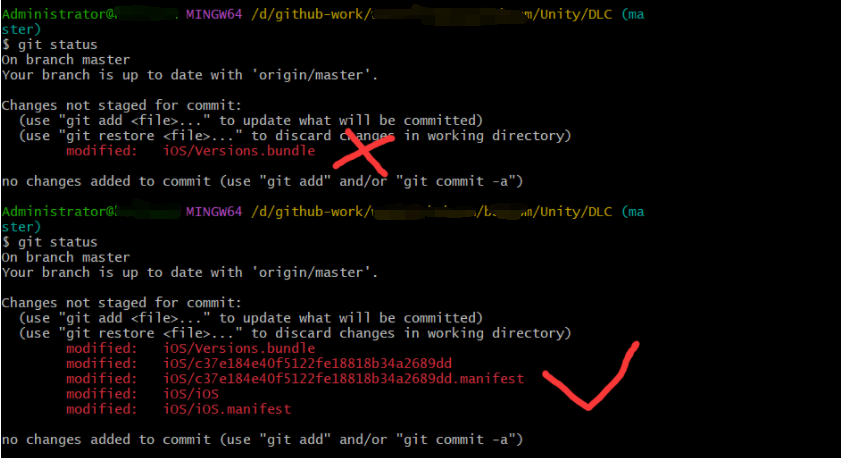 Administrator@ MINGW64 /d/github-work/ m/Unity/DLC (ma
ster)
$ git status
On branch master
Your branch is up to date with 'origin/master'.
Changes not staged for commit:
  (use "git add <file>..." to update what will be committed)
  (use "git restore <file>..." to discard changes in working directory)
        modified:   iOS/Versions.bundle
no changes added to commit (use "git add" and/or "git commit -a")
Administrator@ MINGW64 /d/github-work/ /Unity/DLC (ma
ster)
$ git status
On branch master
Your branch is up to date with 'origin/master'.
Changes not staged for commit:
  (use "git add <file>..." to update what will be committed)
  (use "git restore <file>..." to discard changes in working directory)
        modified:   iOS/Versions.bundle
        modified:   iOS/c37e184e40f5122fe18818b34a2689dd
        modified:   iOS/c37e184e40f5122fe18818b34a2689dd.manifest
        modified:   iOS/iOS
        modified:   iOS/iOS.manifest
no changes added to commit (use "git add" and/or "git commit -a")